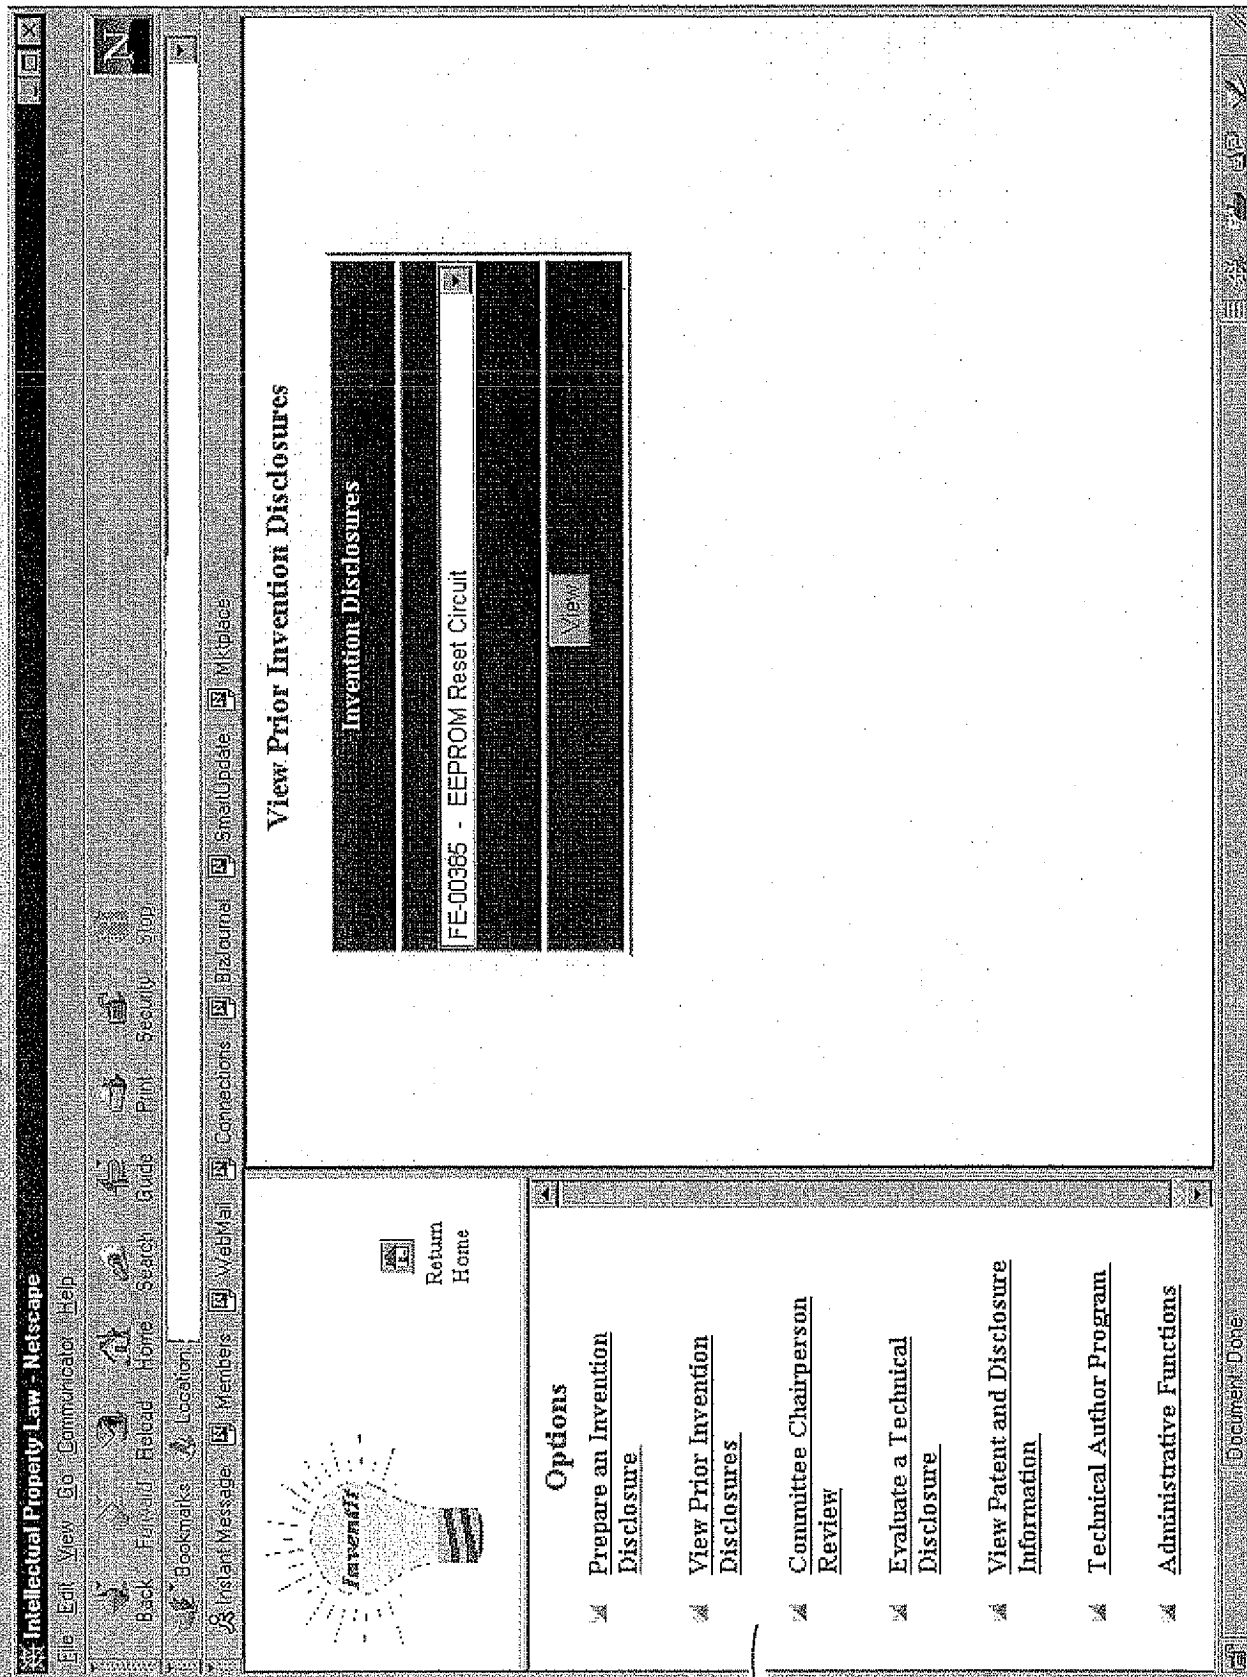 Intellectual Property Law - Netscape
File Edit View Go Communicator Help
Back Forward Reload Home Search Guide Print Security Stop
N
Bookmarks Location:
Instant Message Members WebMail Connections BizJournal SmartUpdate Mktplace
Inventit
Return
Home
Options
Prepare an Invention
Disclosure
View Prior Invention
Disclosures
Committee Chairperson
Review
Evaluate a Technical
Disclosure
View Patent and Disclosure
Information
Technical Author Program
Administrative Functions
View Prior Invention Disclosures
Invention Disclosures
FE-00385 - EEPROM Reset Circuit
View
Document: Done